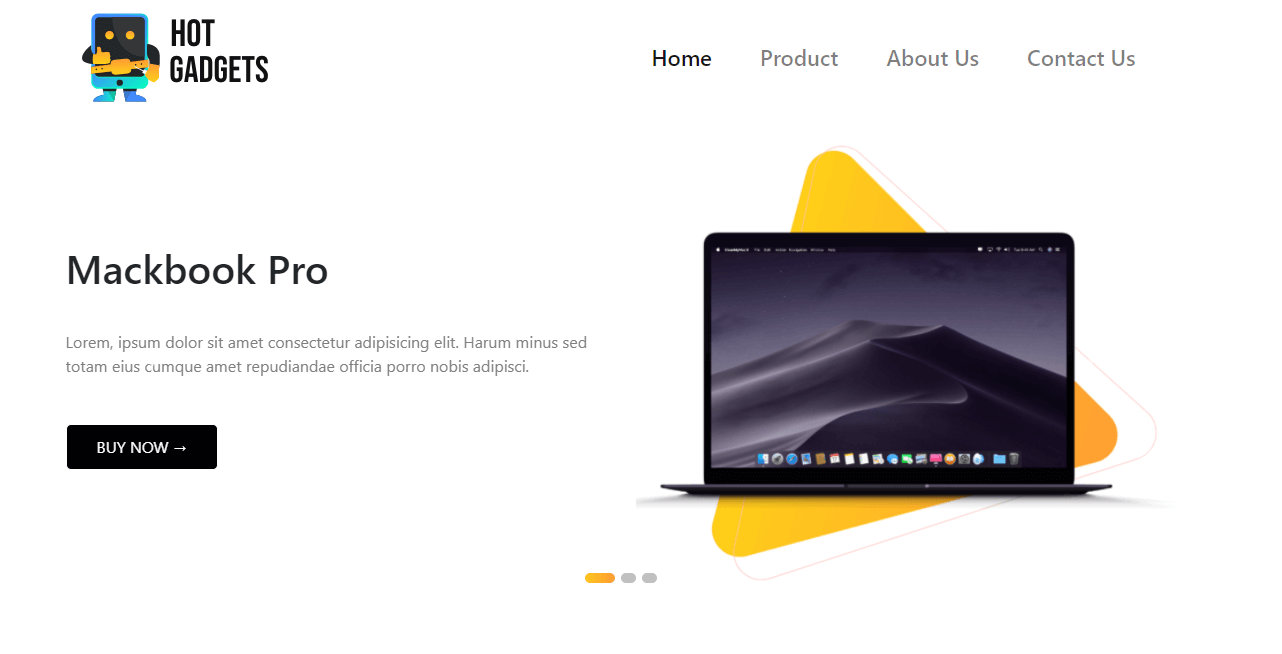 HOT
GADGETS
Home Product About Us Contact Us
Mackbook Pro
Lorem, ipsum dolor sit amet consectetur adipisicing elit. Harum minus sed
totam eius cumque amet repudiandae officia porro nobis adipisci.
BUY NOW →